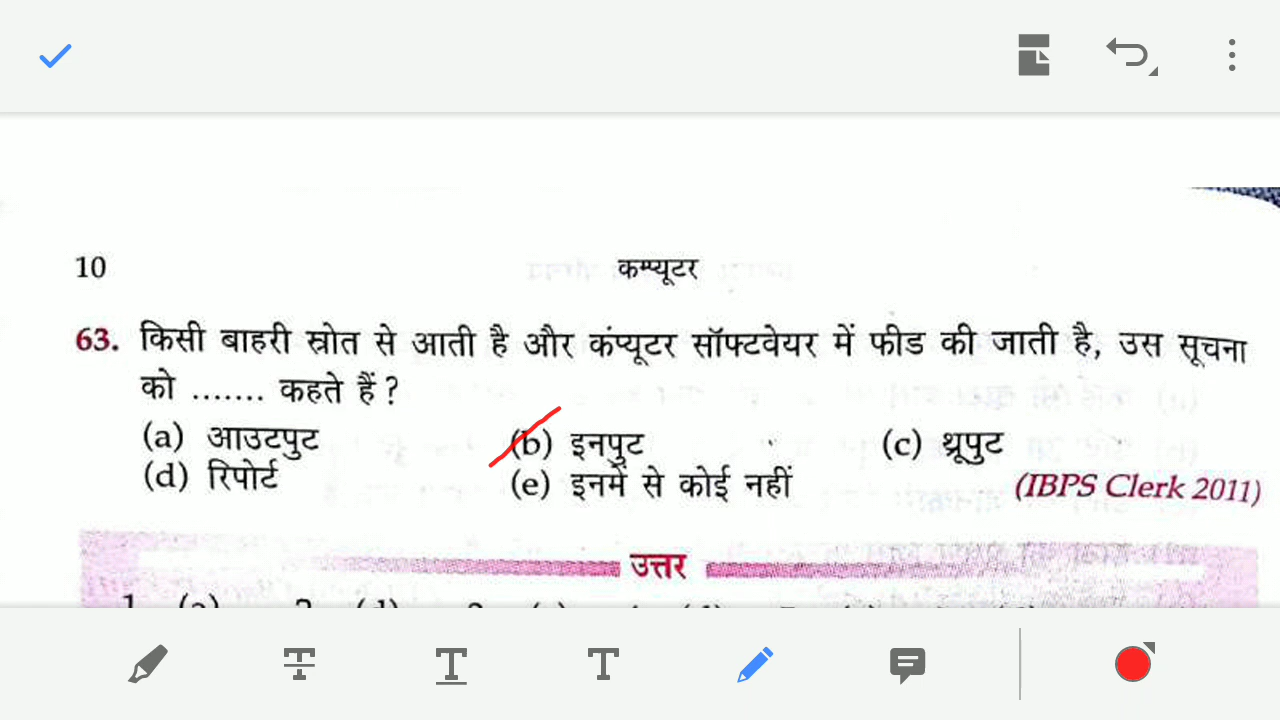 10 कम्प्यूटर
63. किसी बाहरी स्रोत से आती है और कंप्यूटर सॉफ्टवेयर में फीड की जाती है, उस सूचना
को ....... कहते हैं ?
(a) आउटपुट (b) इनपुट (c) थ्रूपुट
(d) रिपोर्ट (e) इनमें से कोई नहीं (IBPS Clerk 2011)
उत्तर